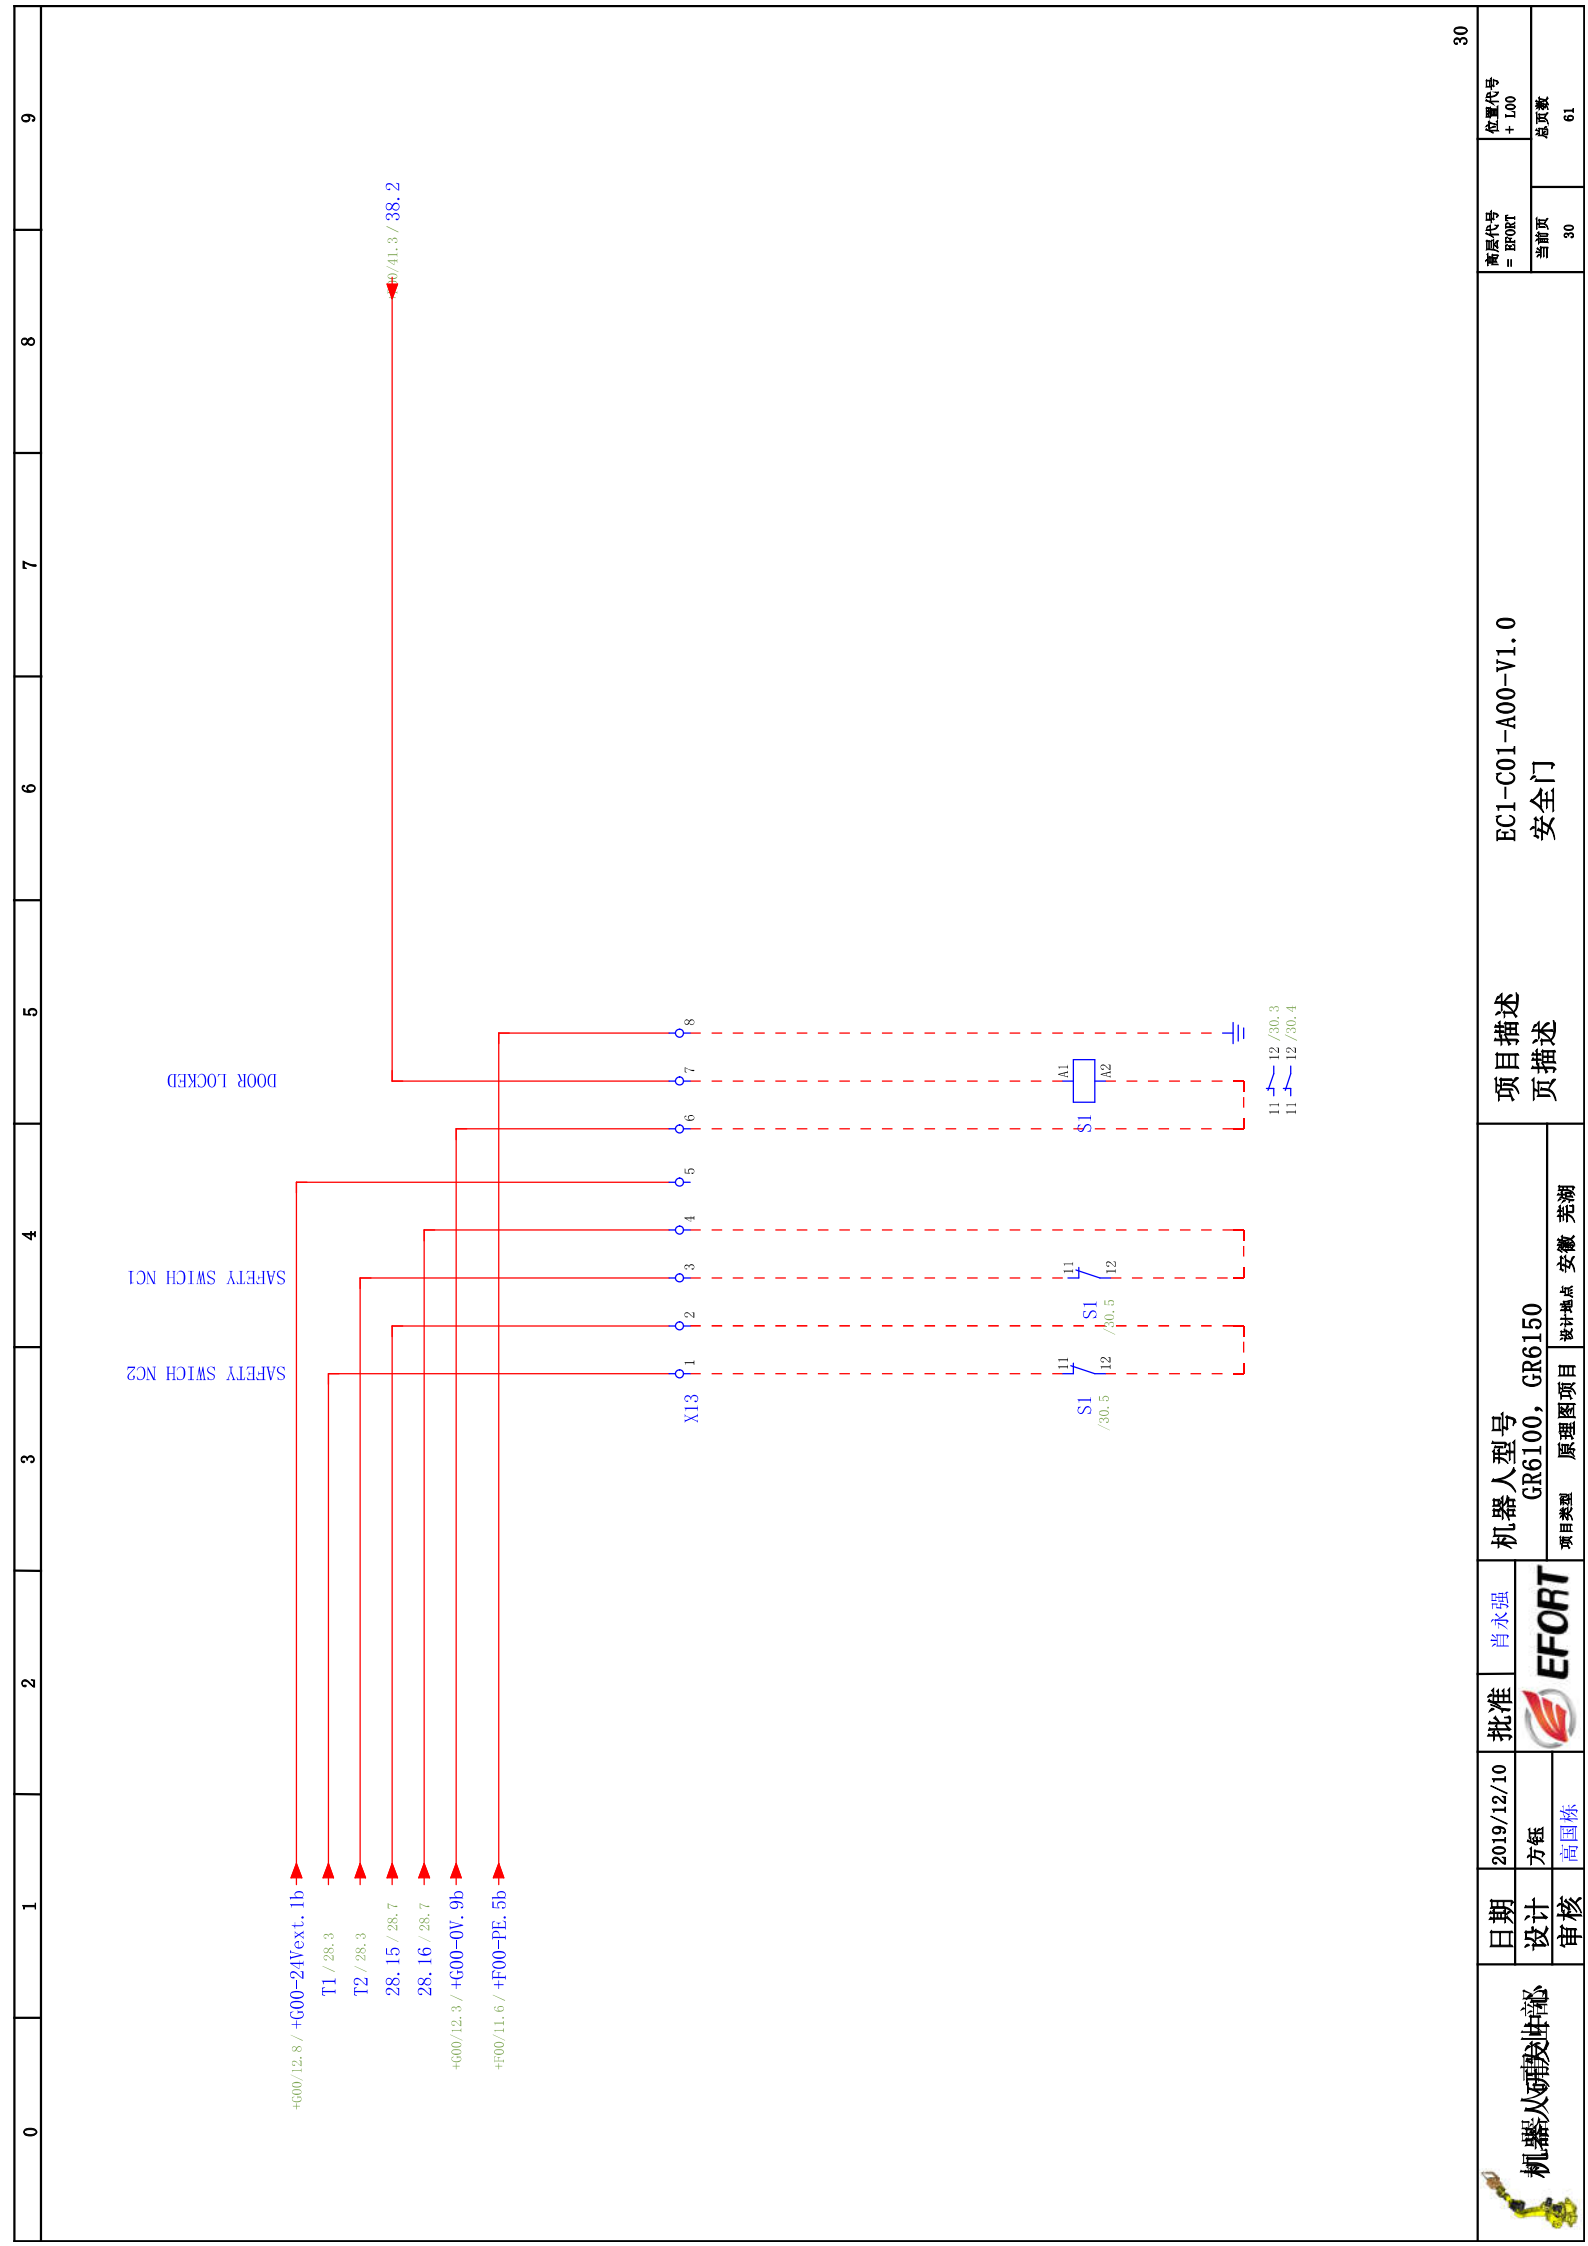 0 1 2 3 4 5 6 7 8 9
SAFETY SWICH NC2
SAFETY SWICH NC1
DOOR LOCKED
+G00/12.8 / +G00-24Vext.1b
T1 / 28.3
T2 / 28.3
28.15 / 28.7
/41.3 / 38.2
28.16 / 28.7
+G00/12.3 / +G00-0V.9b
+F00/11.6 / +F00-PE.5b
X13
1 2 3 4 5 6 7 8
11 11 A1
S1 S1 S1
12 12 A2
/30.5 /30.5
11 12 /30.3
11 12 /30.4
30
日期 2019/12/10 批准 肖永强
设计 方钰
审核 高国栋
EFORT
机器人型号
GR6100, GR6150
项目类型 原理图项目 设计地点 安徽 芜湖
项目描述 EC1-C01-A00-V1.0
页描述 安全门
高层代号
= EFORT
位置代号
+ L00
当前页
30
总页数
61